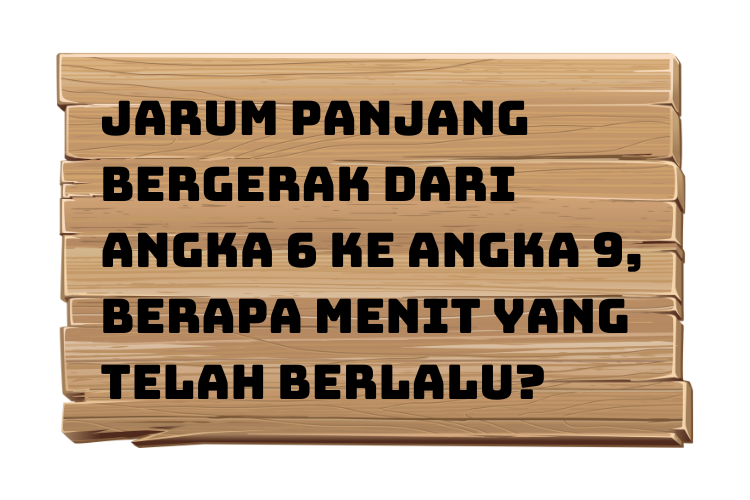 JARUM PANJANG
BERGERAK DARI
ANGKA 6 KE ANGKA 9,
BERAPA MENIT YANG
TELAH BERLALU?